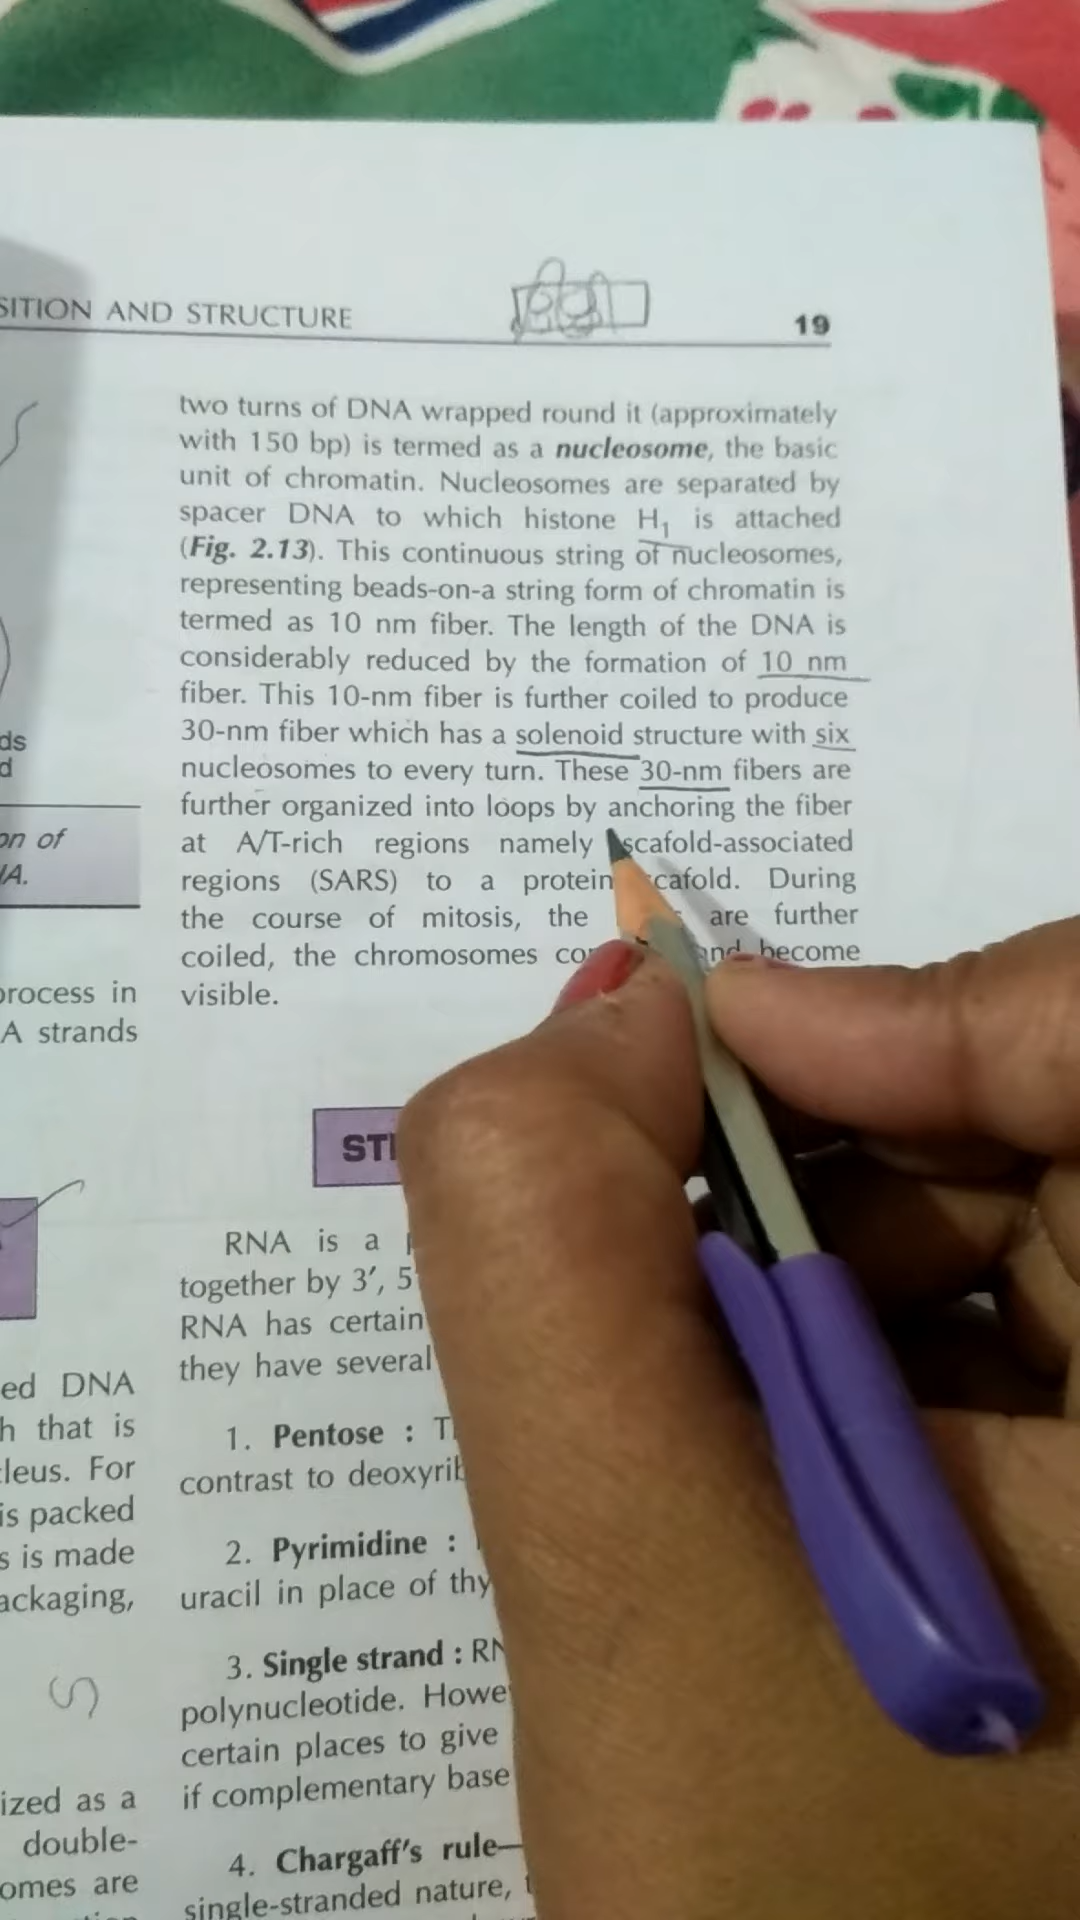 SITION AND STRUCTURE
19
ds
d
on of
IA.
process in
A strands
ed DNA
h that is
leus. For
is packed
s is made
ackaging,
ized as a
double-
omes are
two turns of DNA wrapped round it (approximately
with 150 bp) is termed as a nucleosome, the basic
unit of chromatin. Nucleosomes are separated by
spacer DNA to which histone H₁ is attached
(Fig. 2.13). This continuous string of nucleosomes,
representing beads-on-a string form of chromatin is
termed as 10 nm fiber. The length of the DNA is
considerably reduced by the formation of 10 nm
fiber. This 10-nm fiber is further coiled to produce
30-nm fiber which has a solenoid structure with six
nucleosomes to every turn. These 30-nm fibers are
further organized into loops by anchoring the fiber
at A/T-rich regions namely scafold-associated
regions (SARS) to a protein scafold. During
the course of mitosis, the are further
coiled, the chromosomes and become
visible.
RNA is a
together by 3′, 5′
RNA has certain
they have several
1. Pentose :
contrast to
2. Pyrimidine :
uracil in place of
3. Single strand :
polynucleotide.
certain places to give
if complementary base
4. Chargaff's rule—
single-stranded nature,